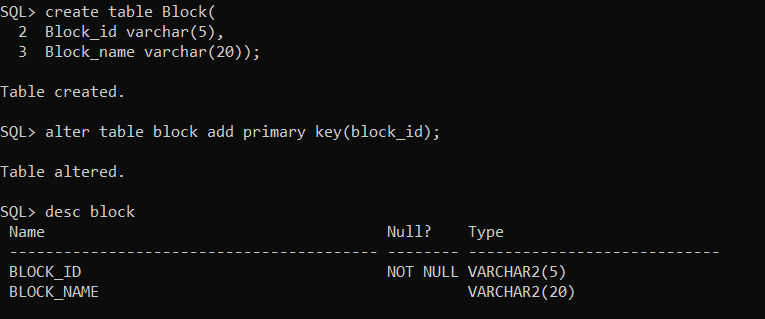 SQL> create table Block(
  2  Block_id varchar(5),
  3  Block_name varchar(20));
Table created.
SQL> alter table block add primary key(block_id);
Table altered.
SQL> desc block
 Name                                      Null?    Type
 ----------------------------------------- -------- ----------------------------
 BLOCK_ID                                  NOT NULL VARCHAR2(5)
 BLOCK_NAME                                         VARCHAR2(20)